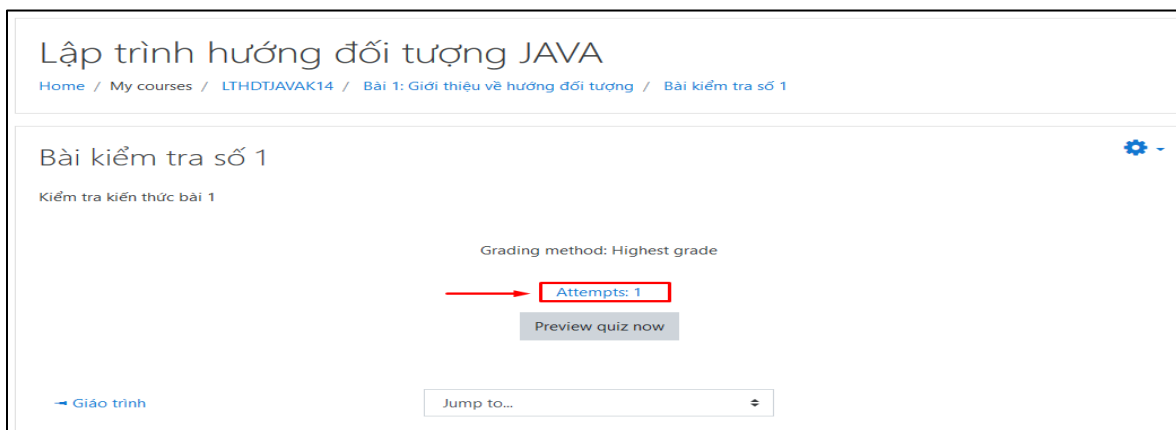 Lập trình hướng đối tượng JAVA
Home / My courses / LTHDTJAVAK14 / Bài 1: Giới thiệu về hướng đối tượng / Bài kiểm tra số 1
Bài kiểm tra số 1
Kiểm tra kiến thức bài 1
Grading method: Highest grade
Attempts: 1
Preview quiz now
◄ Giáo trình
Jump to...